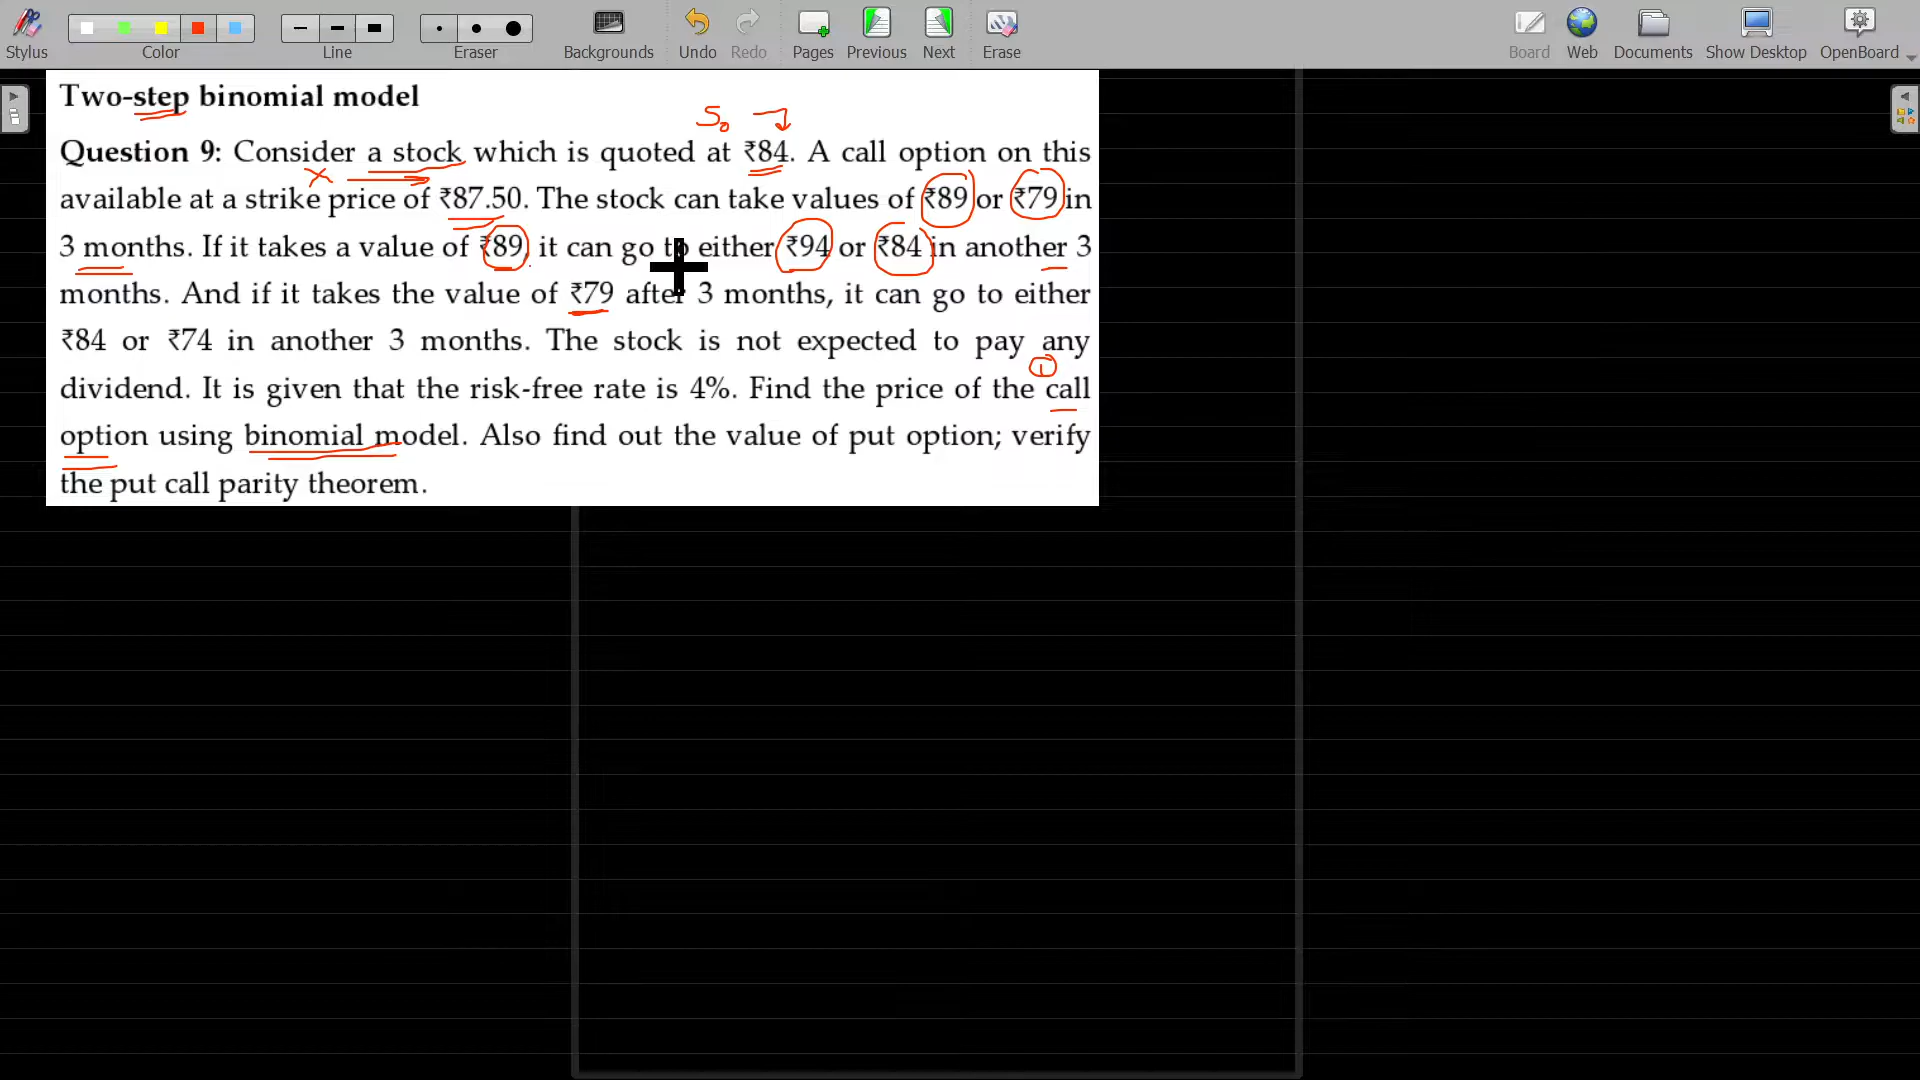 Stylus Color Line Eraser Backgrounds Undo Redo Pages Previous Next Erase Board Web Documents Show Desktop OpenBoard
Two-step binomial model
S₀
Question 9: Consider a stock which is quoted at ₹84. A call option on this
x
available at a strike price of ₹87.50. The stock can take values of ₹89 or ₹79 in
3 months. If it takes a value of ₹89, it can go to either ₹94 or ₹84 in another 3
months. And if it takes the value of ₹79 after 3 months, it can go to either
₹84 or ₹74 in another 3 months. The stock is not expected to pay any
1
dividend. It is given that the risk-free rate is 4%. Find the price of the call
option using binomial model. Also find out the value of put option; verify
the put call parity theorem.